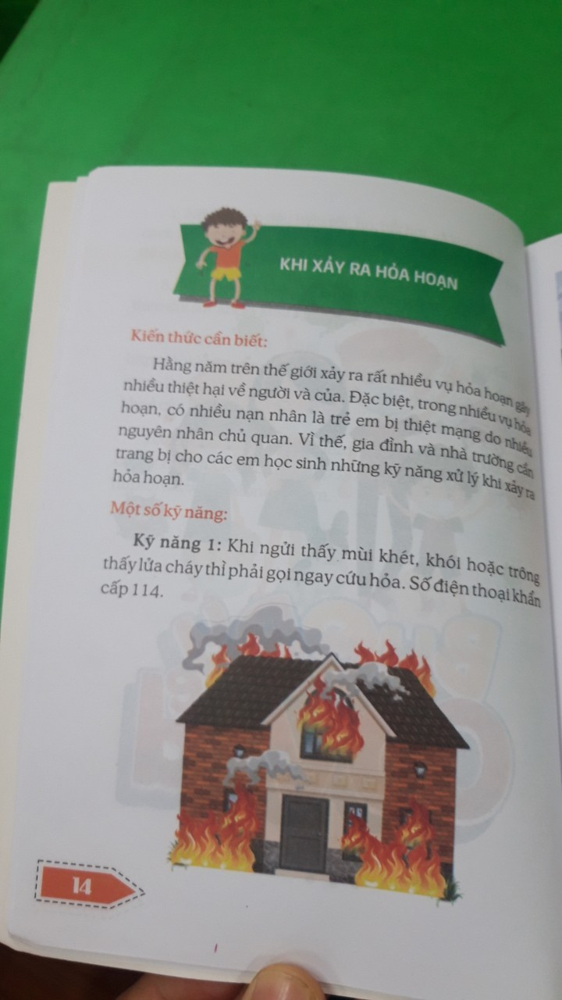 KHI XẢY RA HỎA HOẠN
Kiến thức cần biết:
Hằng năm trên thế giới xảy ra rất nhiều vụ hỏa hoạn gây
nhiều thiệt hại về người và của. Đặc biệt, trong nhiều vụ hỏa
hoạn, có nhiều nạn nhân là trẻ em bị thiệt mạng do nhiều
nguyên nhân chủ quan. Vì thế, gia đình và nhà trường cần
trang bị cho các em học sinh những kỹ năng xử lý khi xảy ra
hỏa hoạn.
Một số kỹ năng:
Kỹ năng 1: Khi ngửi thấy mùi khét, khói hoặc trông
thấy lửa cháy thì phải gọi ngay cứu hỏa. Số điện thoại khẩn
cấp 114.
14